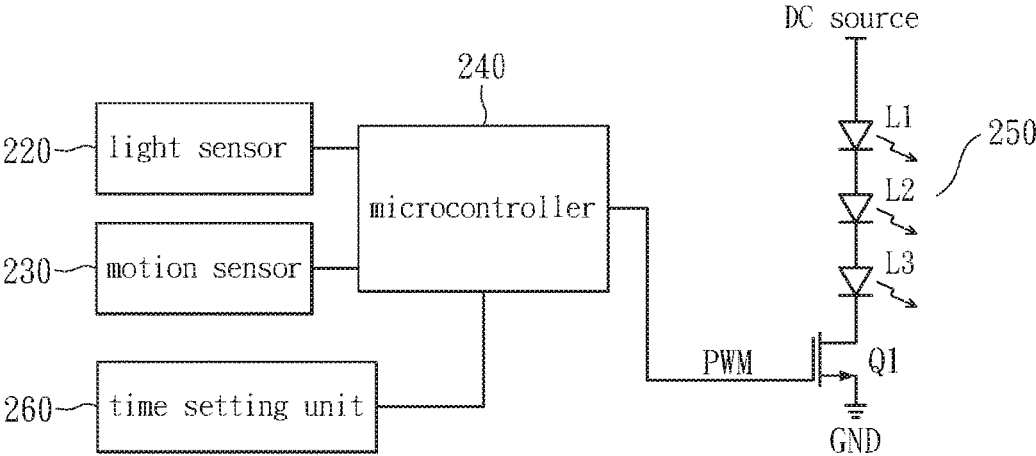 DC source
240
220
light sensor
microcontroller
L1
250
L2
230
motion sensor
L3
PWM
Q1
260
time setting unit
GND